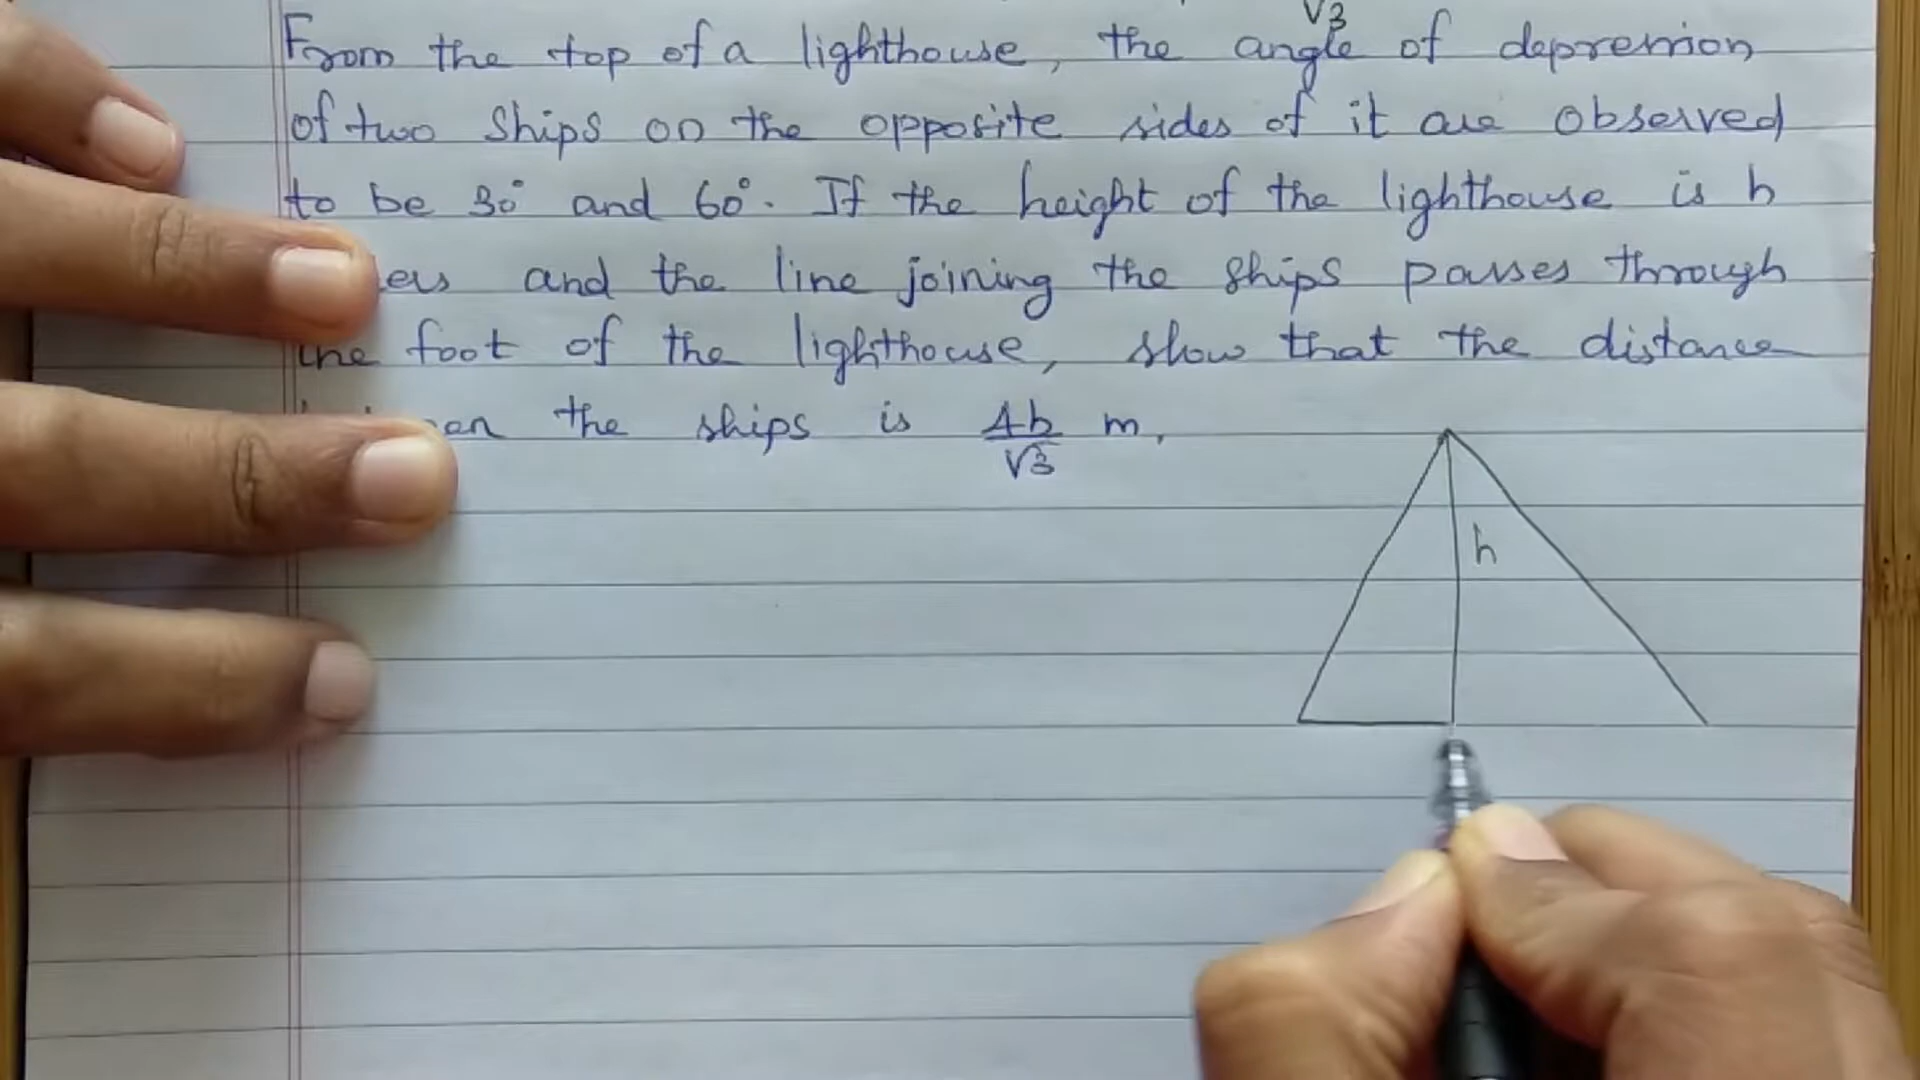 √3
From the top of a lighthouse, the angle of depression
of two ships on the opposite sides of it are observed
to be 30° and 60°. If the height of the lighthouse is h
and the line joining the ships passes through
the foot of the lighthouse, show that the distance
the ships is 4h/√3 m.
h